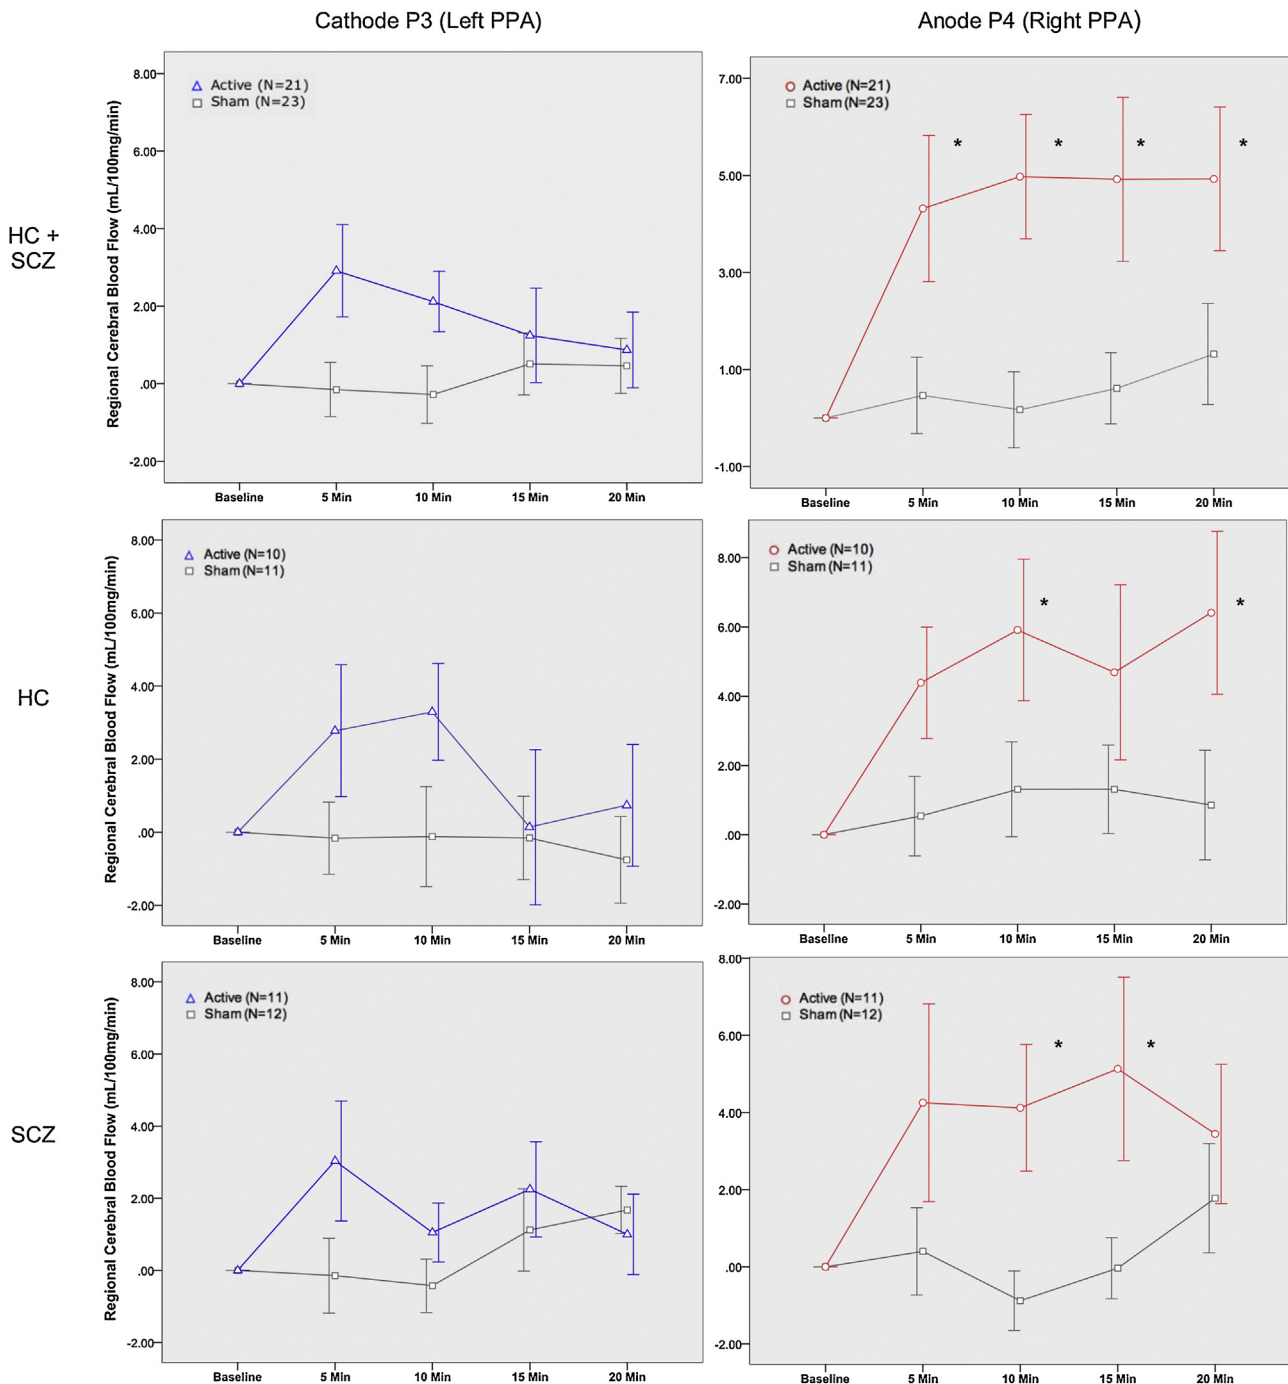 Cathode P3 (Left PPA)
Anode P4 (Right PPA)
HC +
SCZ
Regional Cerebral Blood Flow (mL/100mg/min)
8.00
6.00
4.00
2.00
.00
-2.00
Active (N=21)
Sham (N=23)
Baseline
5 Min
10 Min
15 Min
20 Min
7.00
5.00
3.00
1.00
-1.00
Active (N=21)
Sham (N=23)
* * * *
Baseline
5 Min
10 Min
15 Min
20 Min
HC
Regional Cerebral Blood Flow (mL/100mg/min)
8.00
6.00
4.00
2.00
.00
-2.00
Active (N=10)
Sham (N=11)
Baseline
5 Min
10 Min
15 Min
20 Min
8.00
6.00
4.00
2.00
.00
-2.00
Active (N=10)
Sham (N=11)
* *
Baseline
5 Min
10 Min
15 Min
20 Min
SCZ
Regional Cerebral Blood Flow (mL/100mg/min)
8.00
6.00
4.00
2.00
.00
-2.00
Active (N=11)
Sham (N=12)
Baseline
5 Min
10 Min
15 Min
20 Min
8.00
6.00
4.00
2.00
.00
-2.00
Active (N=11)
Sham (N=12)
* *
Baseline
5 Min
10 Min
15 Min
20 Min